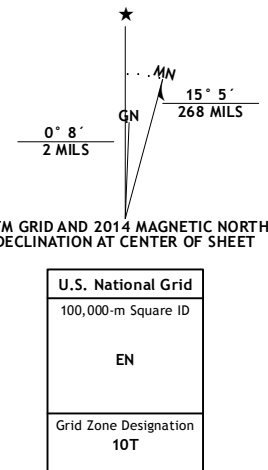 MN
GN
15° 5´
268 MILS
0° 8´
2 MILS
TM GRID AND 2014 MAGNETIC NORTH
DECLINATION AT CENTER OF SHEET
U.S. National Grid
100,000-m Square ID
EN
Grid Zone Designation
10T